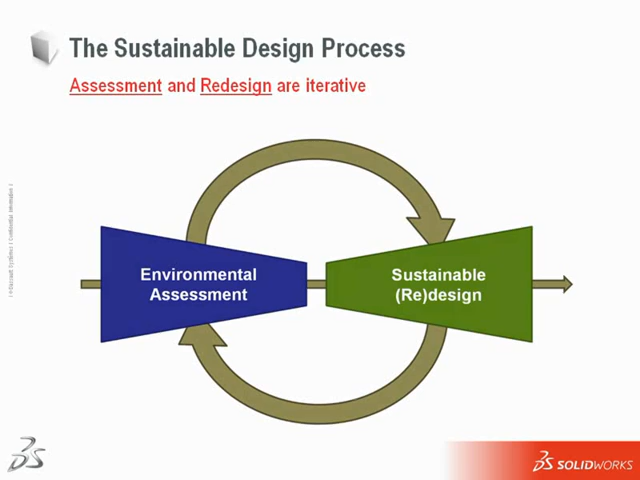 The Sustainable Design Process
Assessment and Redesign are iterative
Environmental
Assessment
Sustainable
(Re)design
SOLIDWORKS